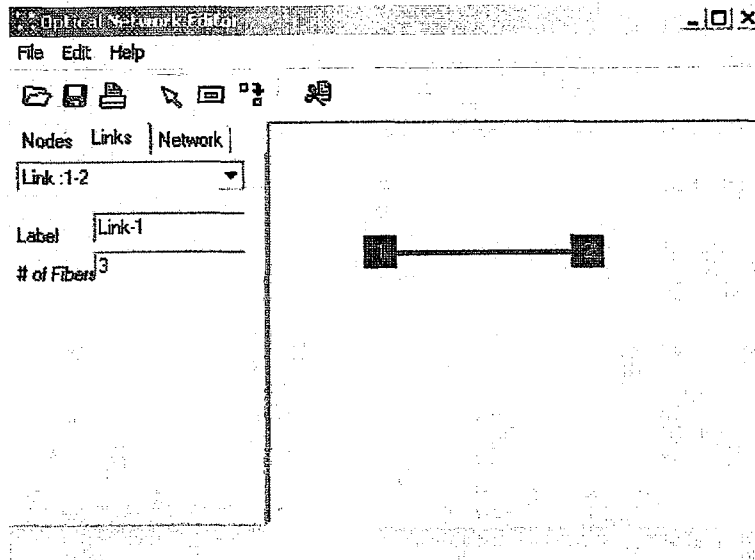 Optical Network Editor
File Edit Help
Nodes Links Network
Link :1-2
Label Link-1
# of Fibers 3
1 2